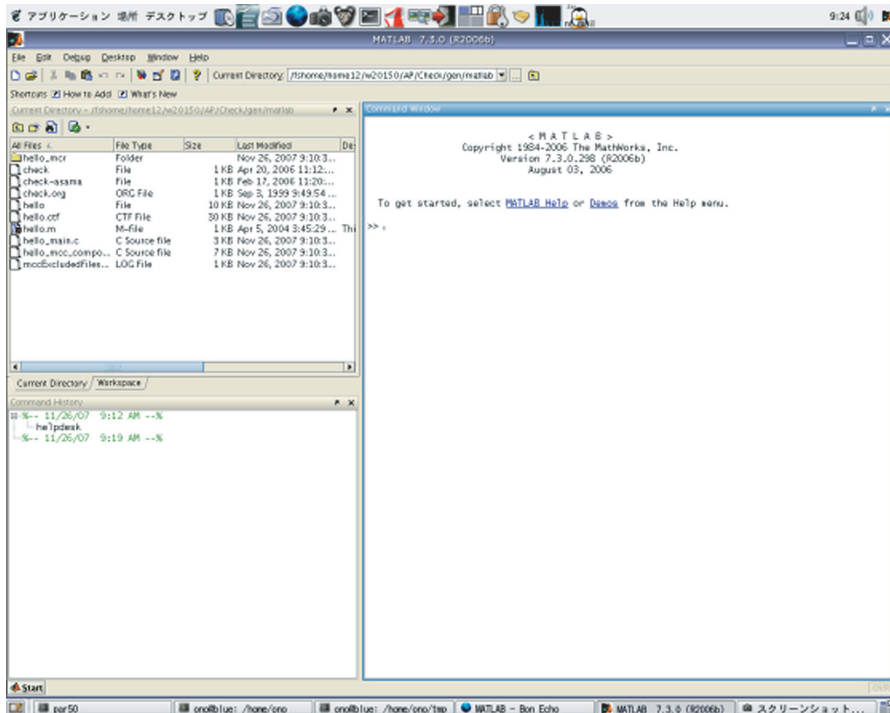 アプリケーション 場所 デスクトップ
9:24
MATLAB 7.3.0 (R2006b)
File Edit Debug Desktop Window Help
Current Directory: /fshome/home12/w20150/AP/Check/gen/matlab
Shortcuts How to Add What's New
Current Directory - /fshome/home12/w20150/AP/Check/gen/matlab
All Files File Type Size Last Modified De
hello_mcr Folder Nov 26, 2007 9:10:3...
check File 1 KB Apr 20, 2006 11:12:...
check-asama File 1 KB Feb 17, 2006 11:20:...
check.org ORG File 1 KB Sep 3, 1999 9:49:54 ...
hello File 10 KB Nov 26, 2007 9:10:3...
hello.ctf CTF File 30 KB Nov 26, 2007 9:10:3...
hello.m M-file 1 KB Apr 5, 2004 3:45:29 ... Thi
hello_main.c C Source file 3 KB Nov 26, 2007 9:10:3...
hello_mcc_compo... C Source file 7 KB Nov 26, 2007 9:10:3...
mccExcludedFiles... LOG File 1 KB Nov 26, 2007 9:10:3...
Current Directory Workspace
Command History
%-- 11/26/07 9:12 AM --%
helpdesk
%-- 11/26/07 9:19 AM --%
Command Window
< M A T L A B >
Copyright 1984-2006 The MathWorks, Inc.
Version 7.3.0.298 (R2006b)
August 03, 2006
To get started, select MATLAB Help or Demos from the Help menu.
>>
Start
OVR
par50
ono@blue: /home/ono
ono@blue: /home/ono/tmp
MATLAB - Bon Echo
MATLAB 7.3.0 (R2006b)
スクリーンショット...